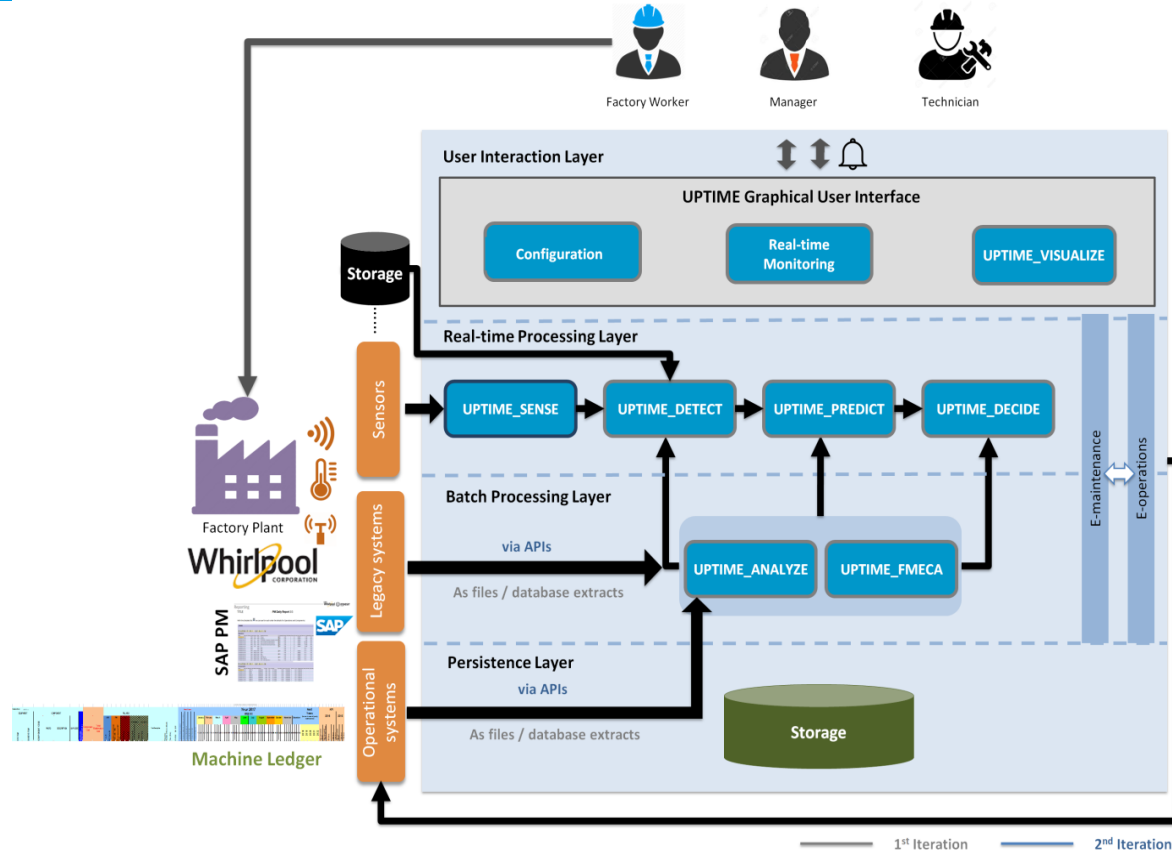 Factory Worker
Manager
Technician
User Interaction Layer
UPTIME Graphical User Interface
Configuration
Real-time
Monitoring
UPTIME_VISUALIZE
Storage
Real-time Processing Layer
Sensors
UPTIME_SENSE
UPTIME_DETECT
UPTIME_PREDICT
UPTIME_DECIDE
E-maintenance
E-operations
Factory Plant
Whirlpool
CORPORATION
Batch Processing Layer
Legacy systems
via APIs
As files / database extracts
UPTIME_ANALYZE
UPTIME_FMECA
SAP PM
SAP
Persistence Layer
Operational
systems
via APIs
As files / database extracts
Storage
Machine Ledger
1st Iteration
2nd Iteration